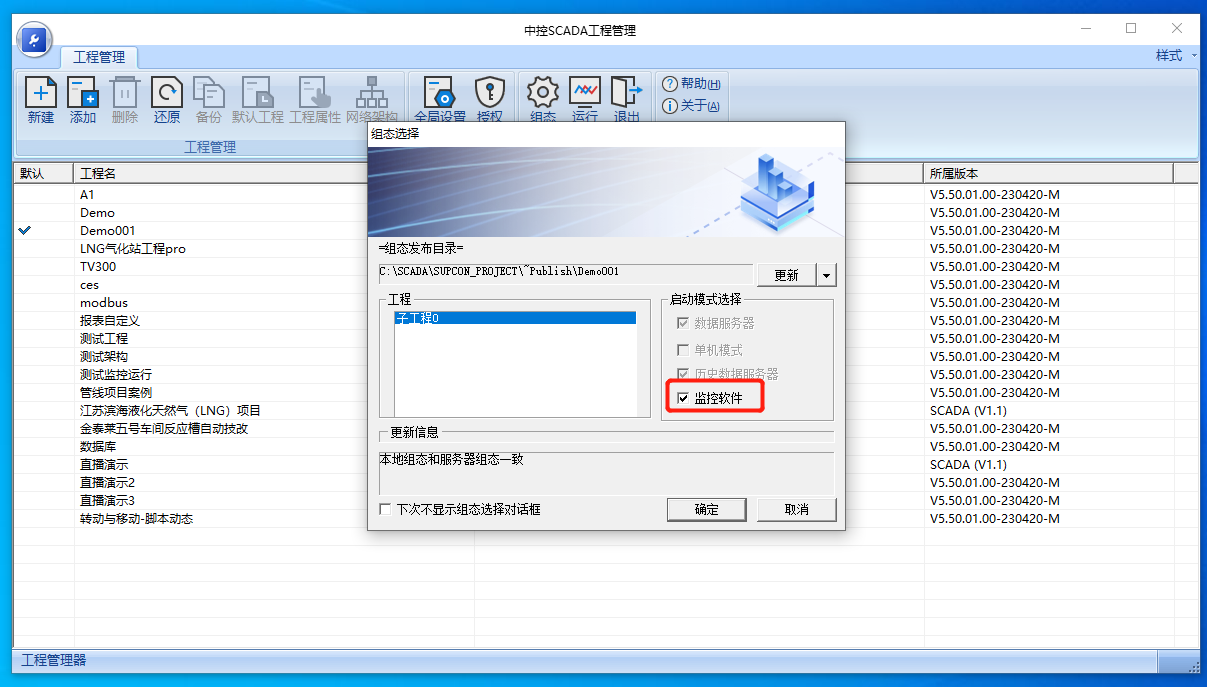 中控SCADA工程管理
工程管理
样式
新建
添加
删除
还原
备份
默认工程
工程属性
网络架构
全局设置
授权
组态
运行
退出
帮助(H)
关于(A)
工程管理
默认
工程名
所属版本
A1
V5.50.01.00-230420-M
Demo
V5.50.01.00-230420-M
Demo001
V5.50.01.00-230420-M
LNG气化站工程pro
V5.50.01.00-230420-M
TV300
V5.50.01.00-230420-M
ces
V5.50.01.00-230420-M
modbus
V5.50.01.00-230420-M
报表自定义
V5.50.01.00-230420-M
测试工程
V5.50.01.00-230420-M
测试架构
V5.50.01.00-230420-M
测试监控运行
V5.50.01.00-230420-M
管线项目案例
V5.50.01.00-230420-M
江苏滨海液化天然气（LNG）项目
SCADA (V1.1)
金泰莱五号车间反应槽自动技改
V5.50.01.00-230420-M
数据库
V5.50.01.00-230420-M
直播演示
SCADA (V1.1)
直播演示2
V5.50.01.00-230420-M
直播演示3
V5.50.01.00-230420-M
转动与移动-脚本动态
V5.50.01.00-230420-M
组态选择
=组态发布目录=
C:\SCADA\SUPCON_PROJECT\~Publish\Demo001
更新
工程
子工程0
启动模式选择
数据服务器
单机模式
历史数据服务器
监控软件
更新信息
本地组态和服务器组态一致
下次不显示组态选择对话框
确定
取消
工程管理器